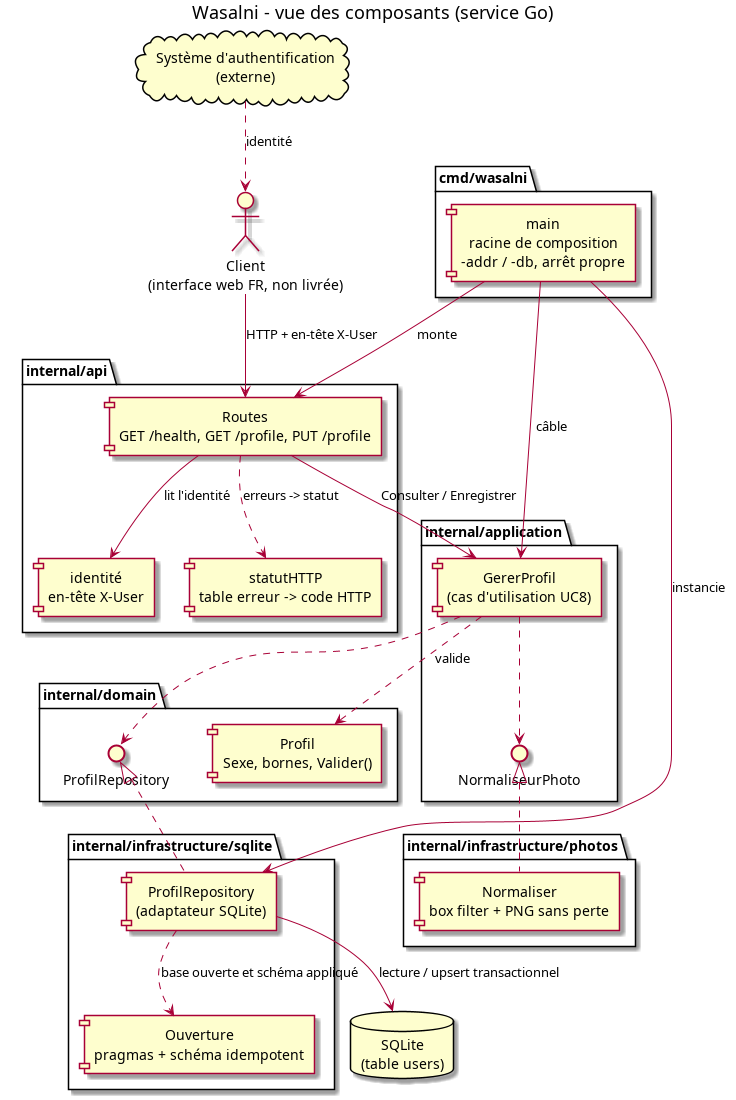 Wasalni - vue des composants (service Go)
Système d'authentification
(externe)
identité
cmd/wasalni
main
racine de composition
-addr / -db, arrêt propre
Client
(interface web FR, non livrée)
HTTP + en-tête X-User
monte
internal/api
Routes
GET /health, GET /profile, PUT /profile
câble
lit l'identité
erreurs -> statut
Consulter / Enregistrer
internal/application
identité
en-tête X-User
statutHTTP
table erreur -> code HTTP
GererProfil
(cas d'utilisation UC8)
instancie
valide
internal/domain
Profil
Sexe, bornes, Valider()
ProfilRepository
NormaliseurPhoto
internal/infrastructure/sqlite
internal/infrastructure/photos
ProfilRepository
(adaptateur SQLite)
Normaliser
box filter + PNG sans perte
base ouverte et schéma appliqué
lecture / upsert transactionnel
Ouverture
pragmas + schéma idempotent
SQLite
(table users)